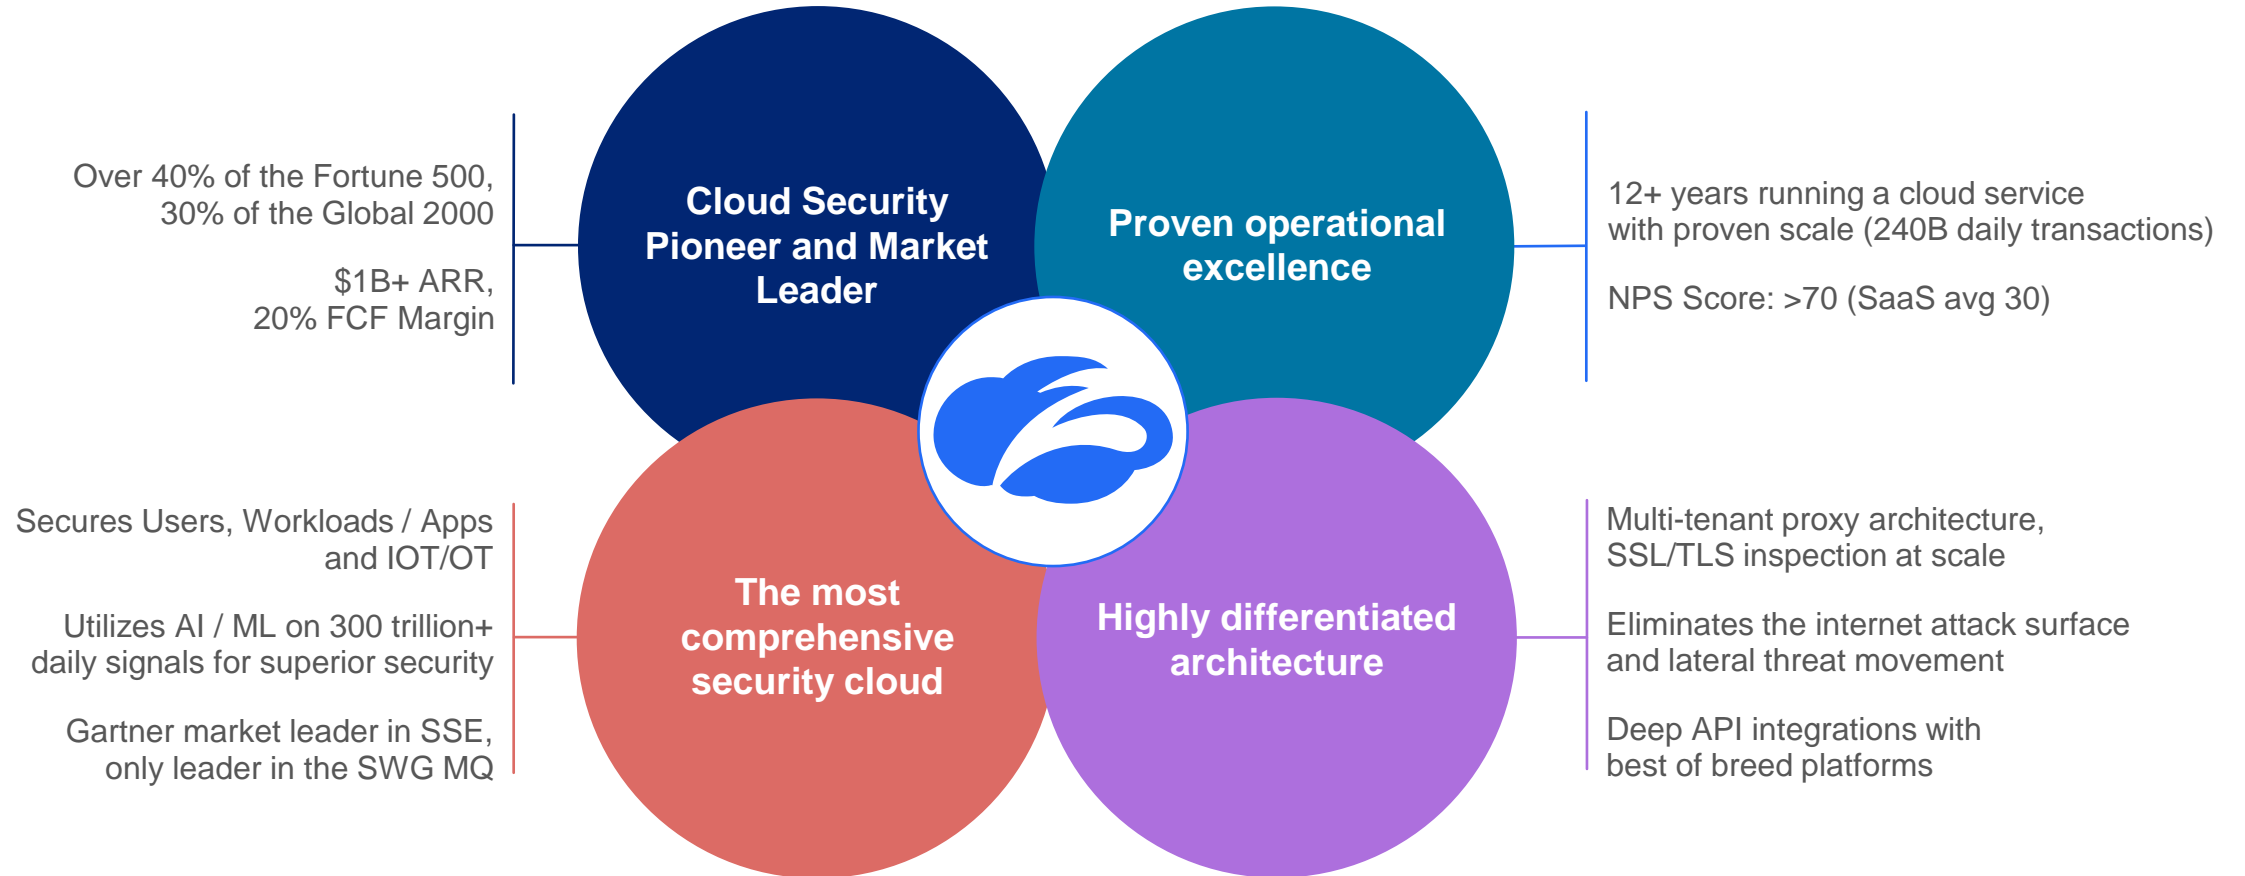 Over 40% of the Fortune 500,
30% of the Global 2000
$1B+ ARR,
20% FCF Margin
Cloud Security
Pioneer and Market
Leader
Proven operational
excellence
12+ years running a cloud service
with proven scale (240B daily transactions)
NPS Score: >70 (SaaS avg 30)
Secures Users, Workloads / Apps
and IOT/OT
Utilizes AI / ML on 300 trillion+
daily signals for superior security
Gartner market leader in SSE,
only leader in the SWG MQ
The most
comprehensive
security cloud
Highly differentiated
architecture
Multi-tenant proxy architecture,
SSL/TLS inspection at scale
Eliminates the internet attack surface
and lateral threat movement
Deep API integrations with
best of breed platforms